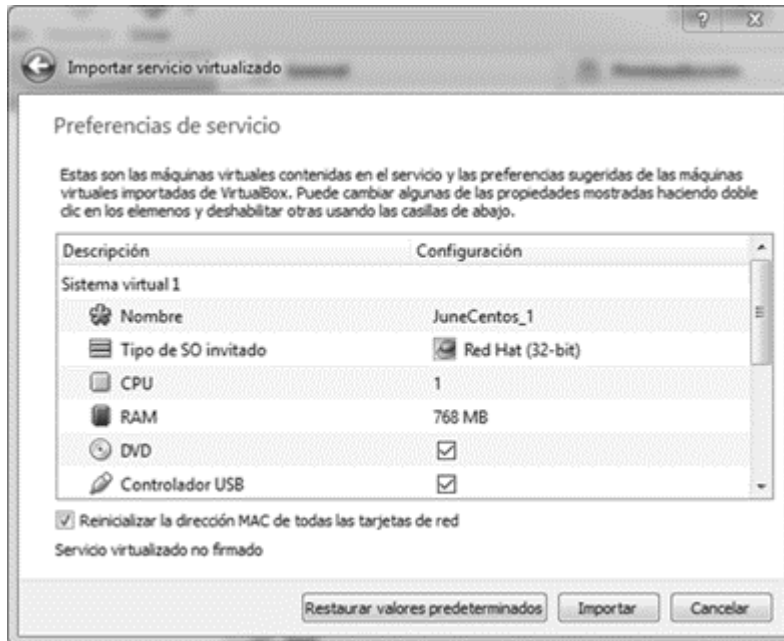 Importar servicio virtualizado
Preferencias de servicio
Estas son las máquinas virtuales contenidas en el servicio y las preferencias sugeridas de las máquinas
virtuales importadas de VirtualBox. Puede cambiar algunas de las propiedades mostradas haciendo doble
clic en los elemenos y deshabilitar otras usando las casillas de abajo.
Descripción Configuración
Sistema virtual 1
Nombre JuneCentos_1
Tipo de SO invitado Red Hat (32-bit)
CPU 1
RAM 768 MB
DVD
Controlador USB
Reinicializar la dirección MAC de todas las tarjetas de red
Servicio virtualizado no firmado
Restaurar valores predeterminados Importar Cancelar